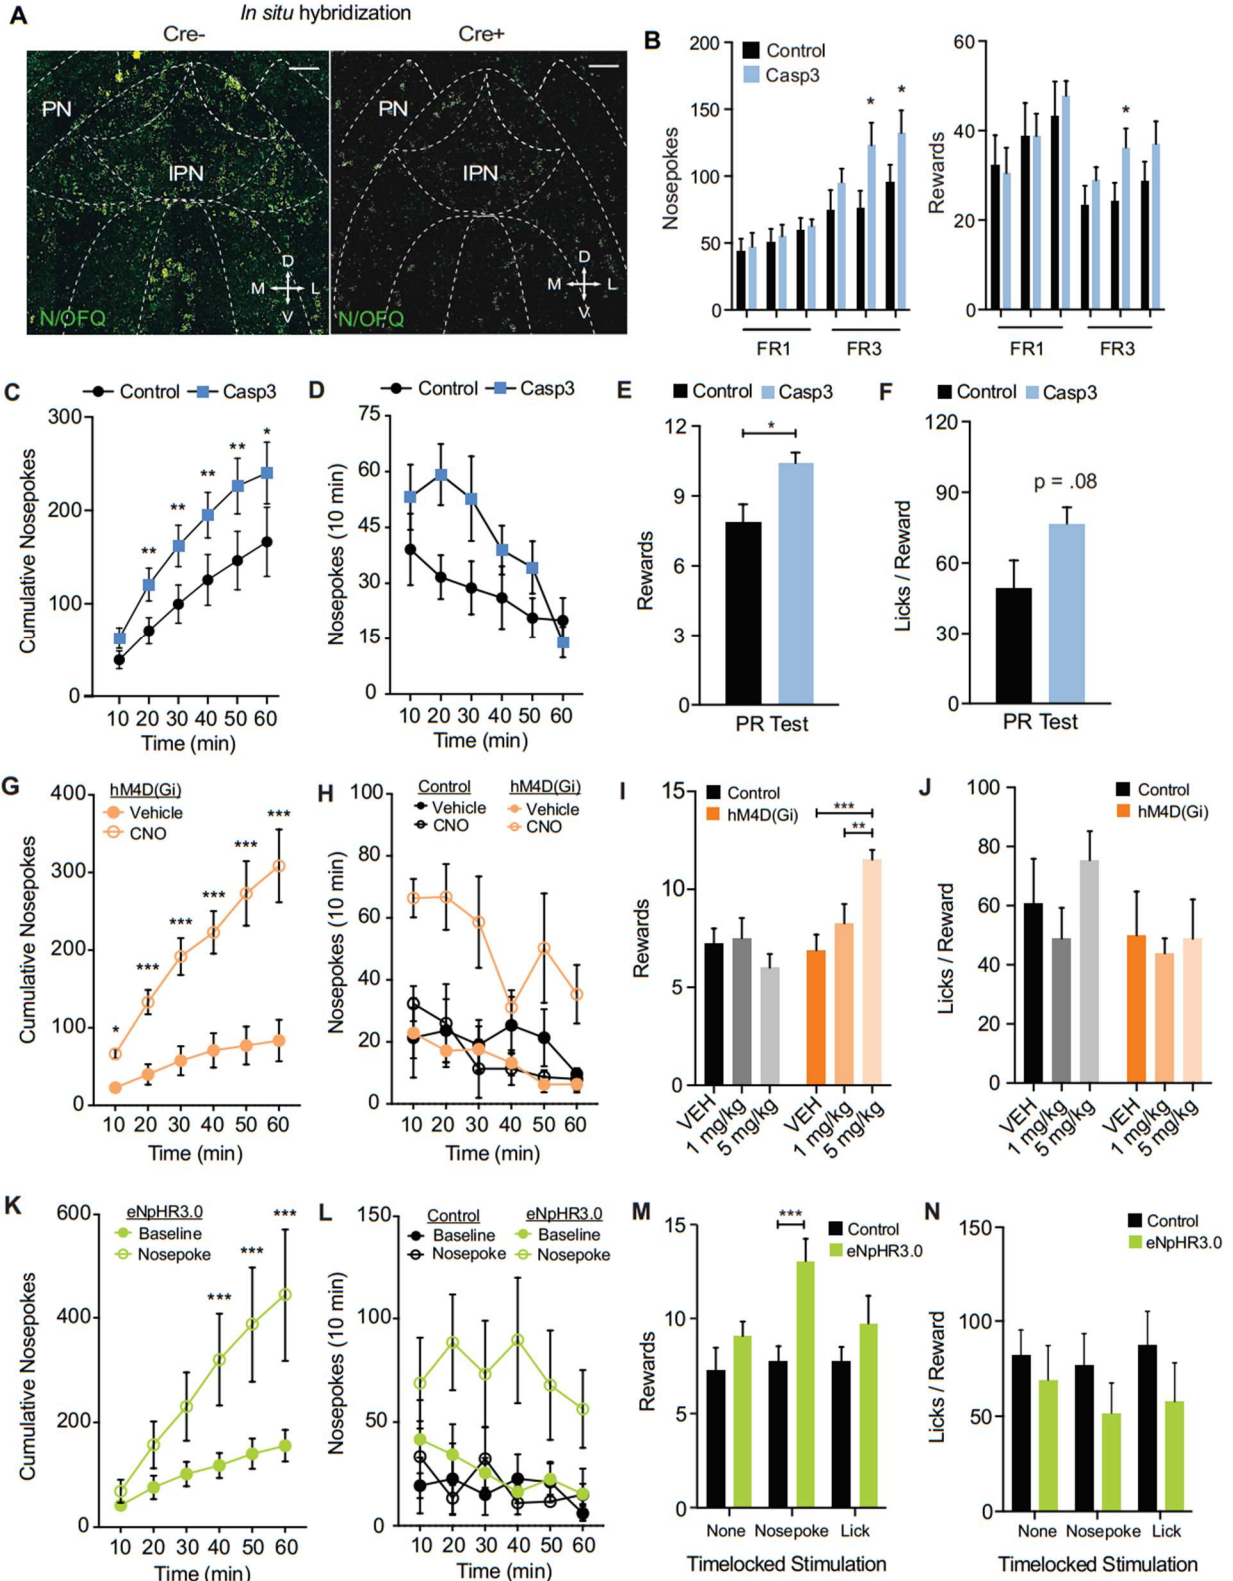 A
In situ hybridization
Cre-
Cre+
PN
IPN
D
M
L
V
N/OFQ
PN
IPN
D
M
L
V
N/OFQ
B
Control
Casp3
Nosepokes
200
150
100
50
0
*
*
FR1
FR3
Rewards
60
40
20
0
*
FR1
FR3
C
Control
Casp3
Cumulative Nosepokes
300
200
100
0
**
**
**
**
*
10 20 30 40 50 60
Time (min)
D
Control
Casp3
Nosepokes (10 min)
75
60
45
30
15
0
10 20 30 40 50 60
Time (min)
E
Control
Casp3
Rewards
12
9
6
3
0
*
PR Test
F
Control
Casp3
Licks / Reward
120
90
60
30
0
p = .08
PR Test
G
hM4D(Gi)
Vehicle
CNO
Cumulative Nosepokes
400
300
200
100
0
*
***
***
***
***
***
10 20 30 40 50 60
Time (min)
H
Control
Vehicle
CNO
hM4D(Gi)
Vehicle
CNO
Nosepokes (10 min)
100
80
60
40
20
0
10 20 30 40 50 60
Time (min)
I
Control
hM4D(Gi)
Rewards
15
10
5
0
***
**
VEH
1 mg/kg
5 mg/kg
VEH
1 mg/kg
5 mg/kg
J
Control
hM4D(Gi)
Licks / Reward
100
80
60
40
20
0
VEH
1 mg/kg
5 mg/kg
VEH
1 mg/kg
5 mg/kg
K
eNpHR3.0
Baseline
Nosepoke
Cumulative Nosepokes
600
400
200
0
***
***
***
10 20 30 40 50 60
Time (min)
L
Control
Baseline
Nosepoke
eNpHR3.0
Baseline
Nosepoke
Nosepokes (10 min)
150
100
50
0
10 20 30 40 50 60
Time (min)
M
Control
eNpHR3.0
Rewards
15
10
5
0
***
None Nosepoke Lick
Timelocked Stimulation
N
Control
eNpHR3.0
Licks / Reward
150
100
50
0
None Nosepoke Lick
Timelocked Stimulation